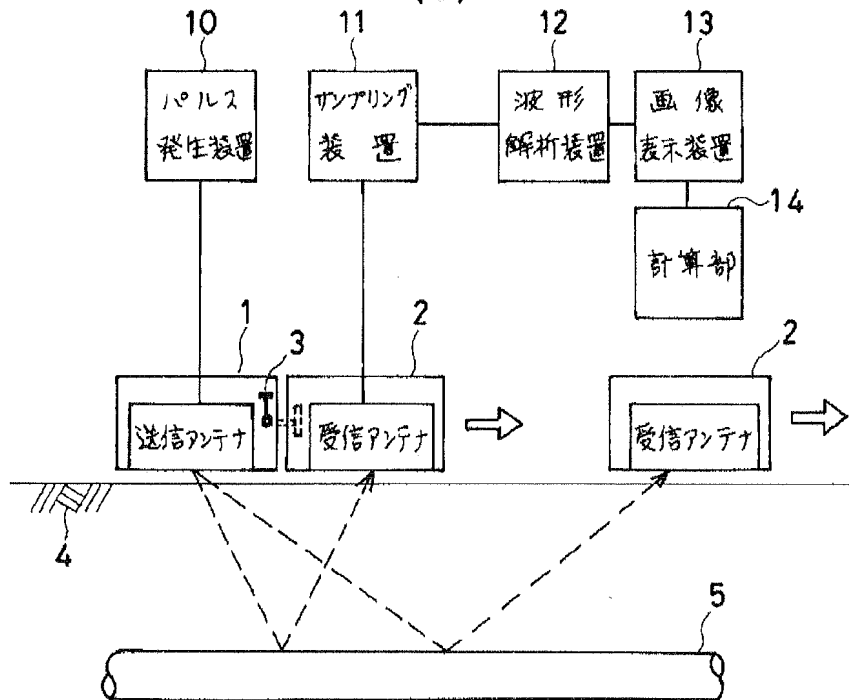 10
11
12
13
パルス
発生装置
サンプリング
装置
波形
解析装置
画像
表示装置
14
計算部
1
3
2
2
送信アンテナ
受信アンテナ
受信アンテナ
4
5